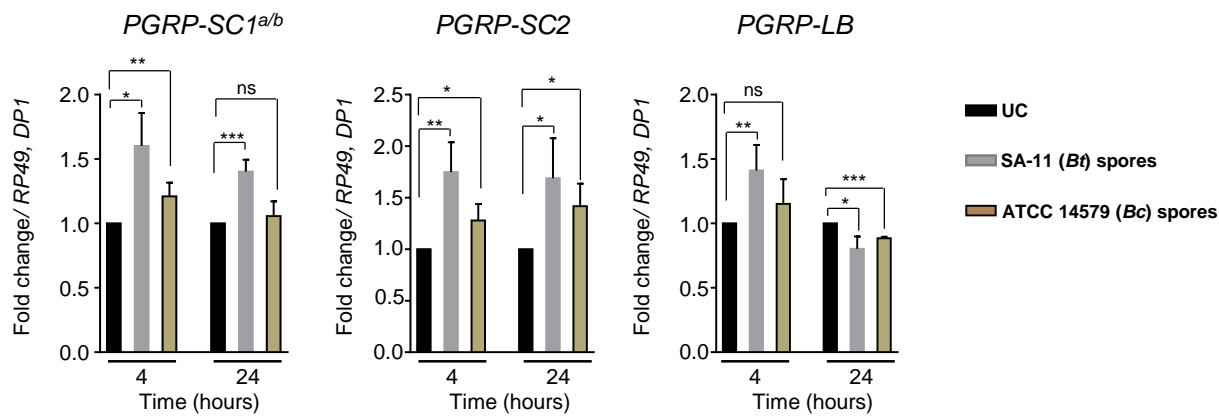 PGRP-SC1a/b
Fold change/ RP49, DP1
2.0
1.5
1.0
0.5
0.0
**
*
ns
***
4
24
Time (hours)
PGRP-SC2
Fold change/ RP49, DP1
2.5
2.0
1.5
1.0
0.5
0.0
*
**
*
*
4
24
Time (hours)
PGRP-LB
Fold change/ RP49, DP1
2.0
1.5
1.0
0.5
0.0
ns
**
***
*
4
24
Time (hours)
UC
SA-11 (Bt) spores
ATCC 14579 (Bc) spores